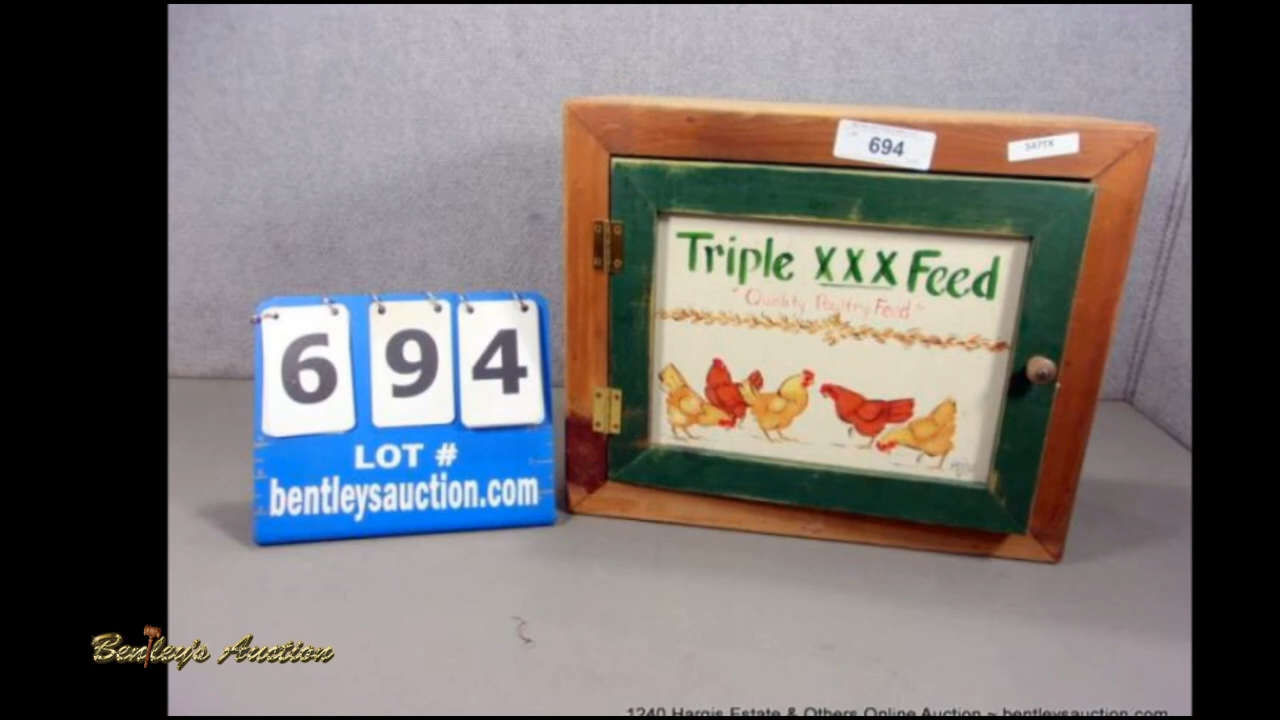 694
LOT #
bentleysauction.com
694
Triple XXX Feed
"Quality Poultry Feed"
Bentley's Auction
1240 Hargis Estate & Others Online Auction ~ bentleysauction.com